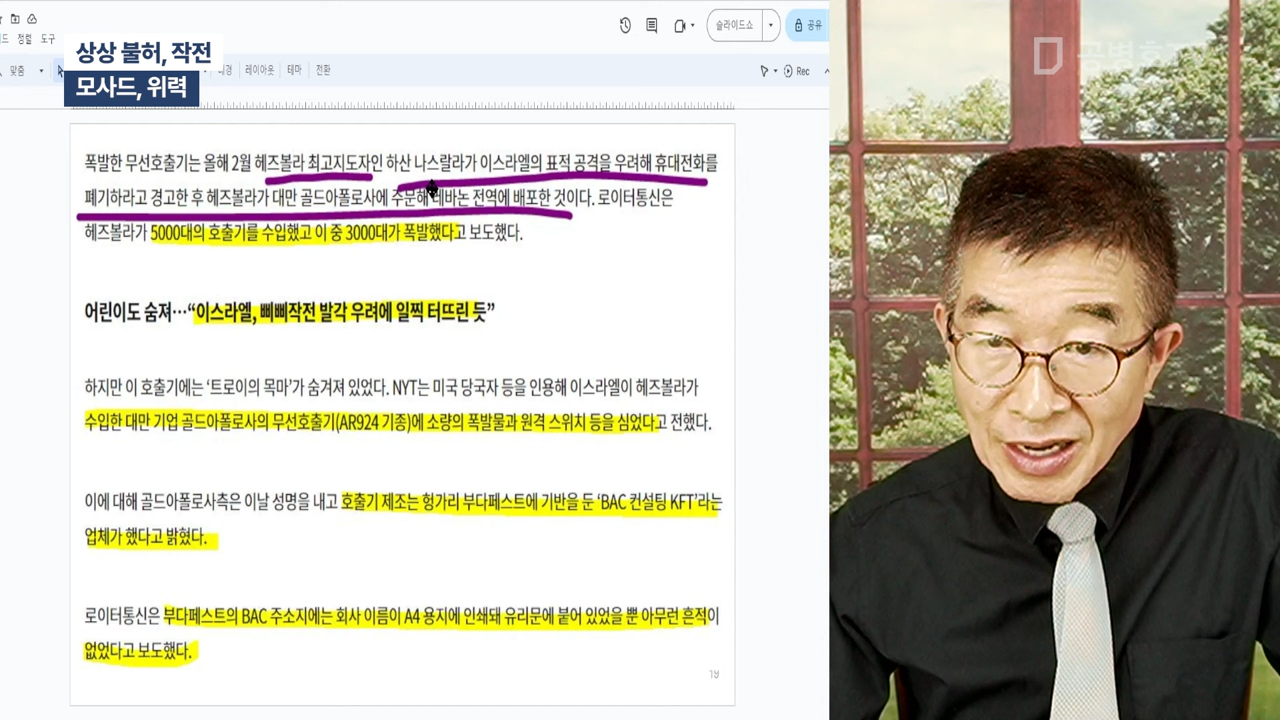 정렬 도구
맞춤
레이아웃 테마 전환
슬라이드쇼
공유
Rec
상상 불허, 작전
모사드, 위력
공병호TV
폭발한 무선호출기는 올해 2월 헤즈볼라 최고지도자인 하산 나스랄라가 이스라엘의 표적 공격을 우려해 휴대전화를
폐기하라고 경고한 후 헤즈볼라가 대만 골드아폴로사에 주문해 레바논 전역에 배포한 것이다. 로이터통신은
헤즈볼라가 5000대의 호출기를 수입했고 이 중 3000대가 폭발했다고 보도했다.
어린이도 숨져…“이스라엘, 삐삐작전 발각 우려에 일찍 터뜨린 듯”
하지만 이 호출기에는 ‘트로이의 목마’가 숨겨져 있었다. NYT는 미국 당국자 등을 인용해 이스라엘이 헤즈볼라가
수입한 대만 기업 골드아폴로사의 무선호출기(AR924 기종)에 소량의 폭발물과 원격 스위치 등을 심었다고 전했다.
이에 대해 골드아폴로사측은 이날 성명을 내고 호출기 제조는 헝가리 부다페스트에 기반을 둔 ‘BAC 컨설팅 KFT’라는
업체가 했다고 밝혔다.
로이터통신은 부다페스트의 BAC 주소지에는 회사 이름이 A4 용지에 인쇄돼 유리문에 붙어 있었을 뿐 아무런 흔적이
없었다고 보도했다.
19